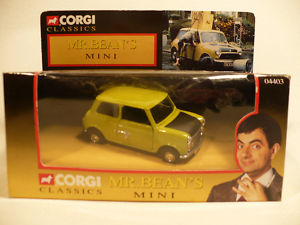 CORGI
CLASSICS
MR. BEAN'S
MINI
04403
CORGI
CLASSICS
MR. BEAN'S
MINI